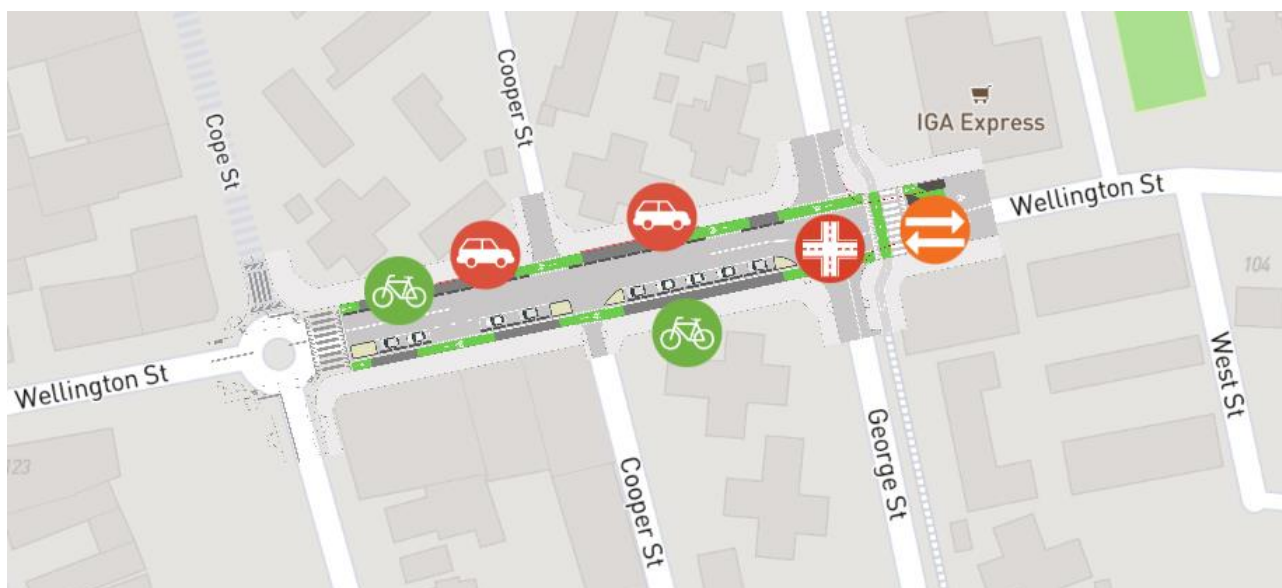 Cope St
Cooper St
IGA Express
Wellington St
Wellington St
104
West St
George St
Cooper St
123